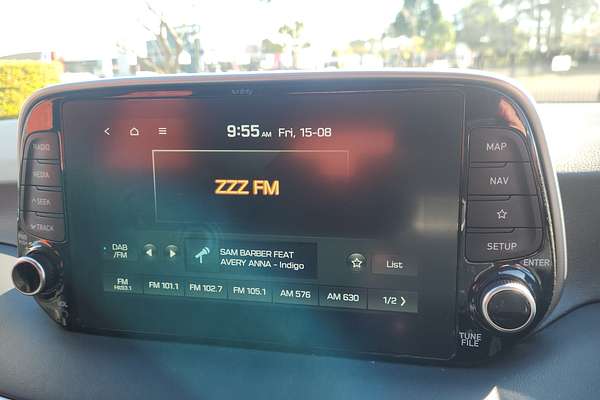 9:55 AM Fri, 15-08
RADIO
MEDIA
SEEK
TRACK
ZZZ FM
DAB
/FM
SAM BARBER FEAT
AVERY ANNA - Indigo
List
FM
FM 101.1
FM 102.7
FM 105.1
AM 576
AM 630
1/2 >
MAP
NAV
SETUP
ENTER
TUNE
FILE